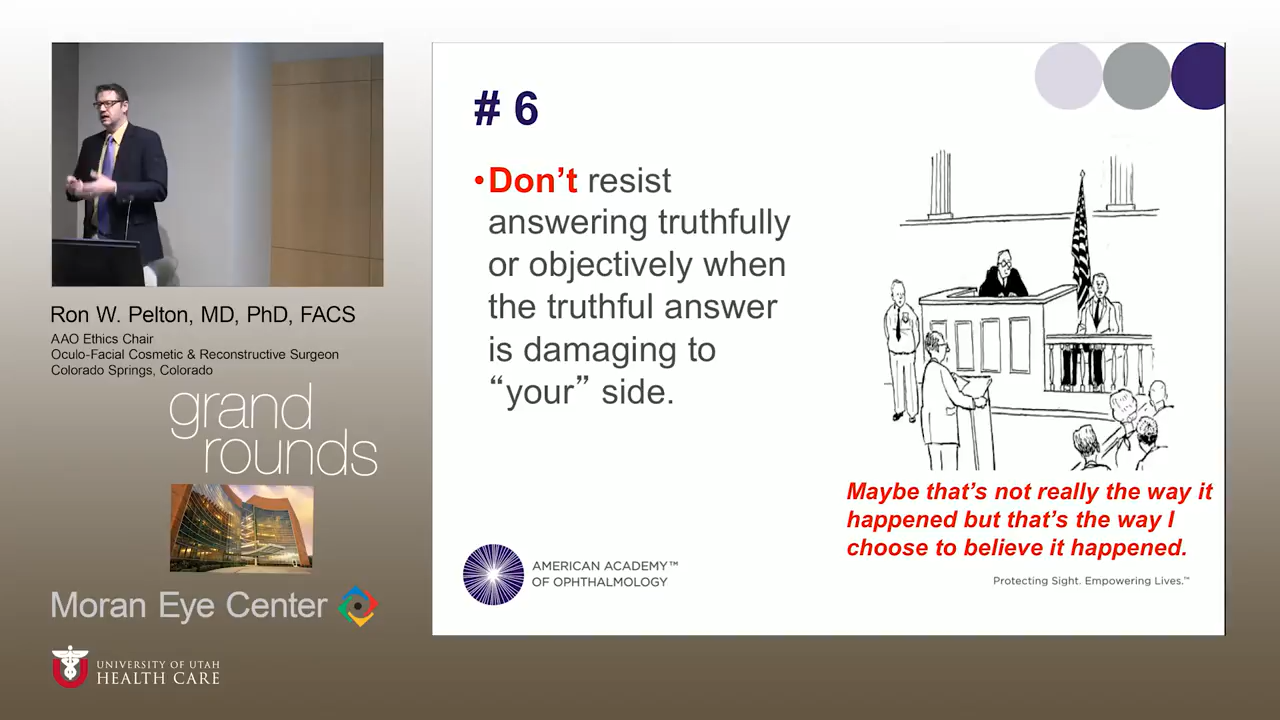 Ron W. Pelton, MD, PhD, FACS
AAO Ethics Chair
Oculo-Facial Cosmetic & Reconstructive Surgeon
Colorado Springs, Colorado
grand
rounds
Moran Eye Center
UNIVERSITY OF UTAH
HEALTH CARE
# 6
•Don’t resist
answering truthfully
or objectively when
the truthful answer
is damaging to
“your” side.
Maybe that’s not really the way it
happened but that’s the way I
choose to believe it happened.
AMERICAN ACADEMY™
OF OPHTHALMOLOGY
Protecting Sight. Empowering Lives.™